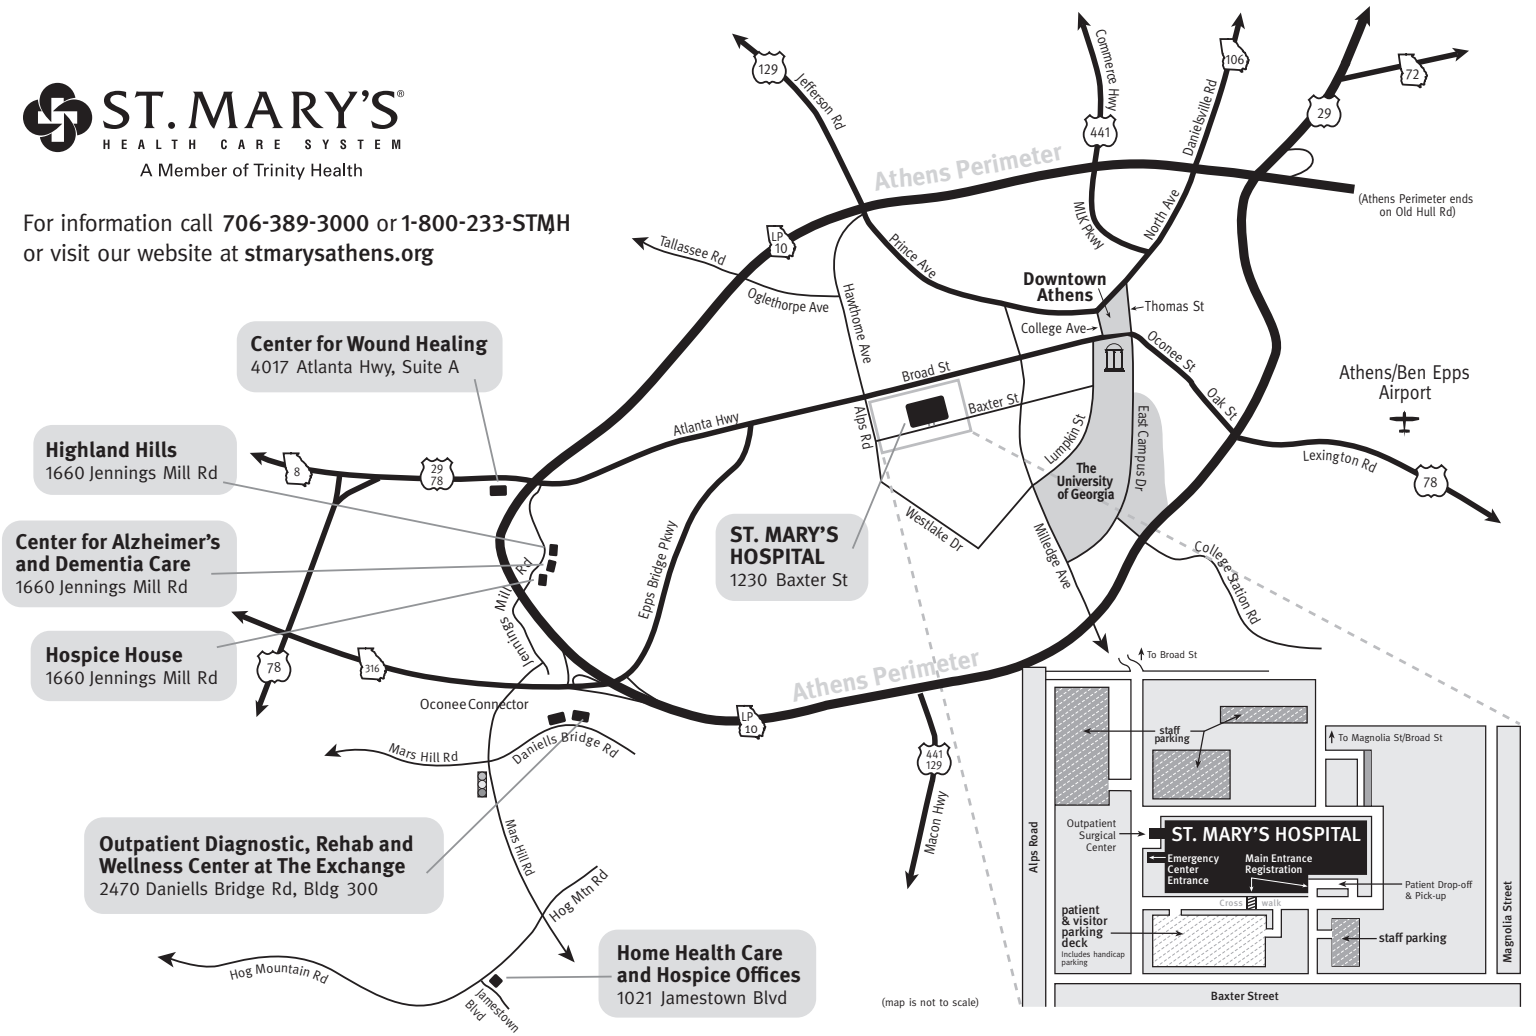 ST. MARY'S®
HEALTH CARE SYSTEM
A Member of Trinity Health
For information call 706-389-3000 or 1-800-233-STMH,
or visit our website at stmarysathens.org
129
Jefferson Rd
Commerce Hwy
441
106
Danielsville Rd
29
72
Athens Perimeter
(Athens Perimeter ends
on Old Hull Rd)
MLK Pkwy
North Ave
LP
10
Tallassee Rd
Oglethorpe Ave
Prince Ave
Hawthorne Ave
Downtown
Athens
Thomas St
College Ave
Oconee St
Oak St
Broad St
Baxter St
Atlanta Hwy
Alps Rd
Lumpkin St
East Campus Dr
The
University
of Georgia
Athens/Ben Epps
Airport
Lexington Rd
78
Center for Wound Healing
4017 Atlanta Hwy, Suite A
Highland Hills
1660 Jennings Mill Rd
8
29
78
Center for Alzheimer's
and Dementia Care
1660 Jennings Mill Rd
Hospice House
1660 Jennings Mill Rd
78
316
Jennings Mill Rd
Epps Bridge Pkwy
ST. MARY'S
HOSPITAL
1230 Baxter St
Westlake Dr
Milledge Ave
College Station Rd
Athens Perimeter
LP
10
Oconee Connector
Mars Hill Rd
Daniells Bridge Rd
441
129
Macon Hwy
Outpatient Diagnostic, Rehab and
Wellness Center at The Exchange
2470 Daniells Bridge Rd, Bldg 300
Mars Hill Rd
Hog Mtn Rd
Hog Mountain Rd
Jamestown
Blvd
Home Health Care
and Hospice Offices
1021 Jamestown Blvd
(map is not to scale)
To Broad St
staff
parking
To Magnolia St/Broad St
Alps Road
Outpatient
Surgical
Center
ST. MARY'S HOSPITAL
Emergency
Center
Entrance
Main Entrance
Registration
Patient Drop-off
& Pick-up
Cross walk
patient
& visitor
parking
deck
Includes handicap
parking
staff parking
Magnolia Street
Baxter Street